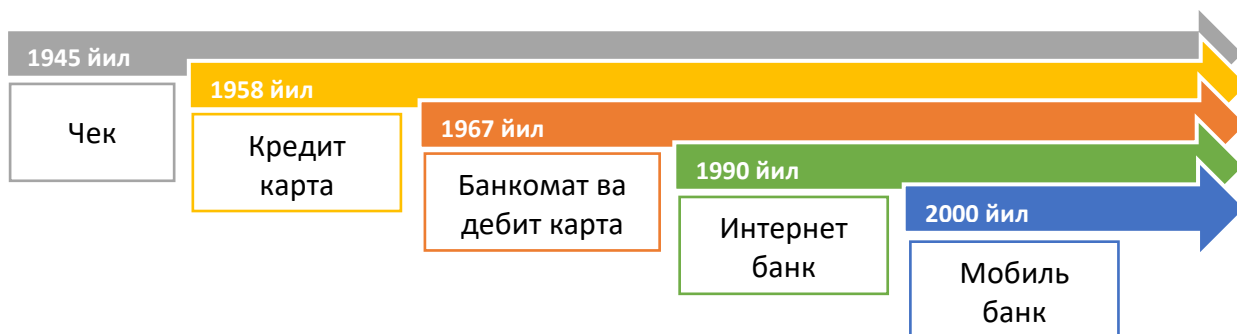 1945 йил
Чек
1958 йил
Кредит
карта
1967 йил
Банкомат ва
дебит карта
1990 йил
Интернет
банк
2000 йил
Мобиль
банк